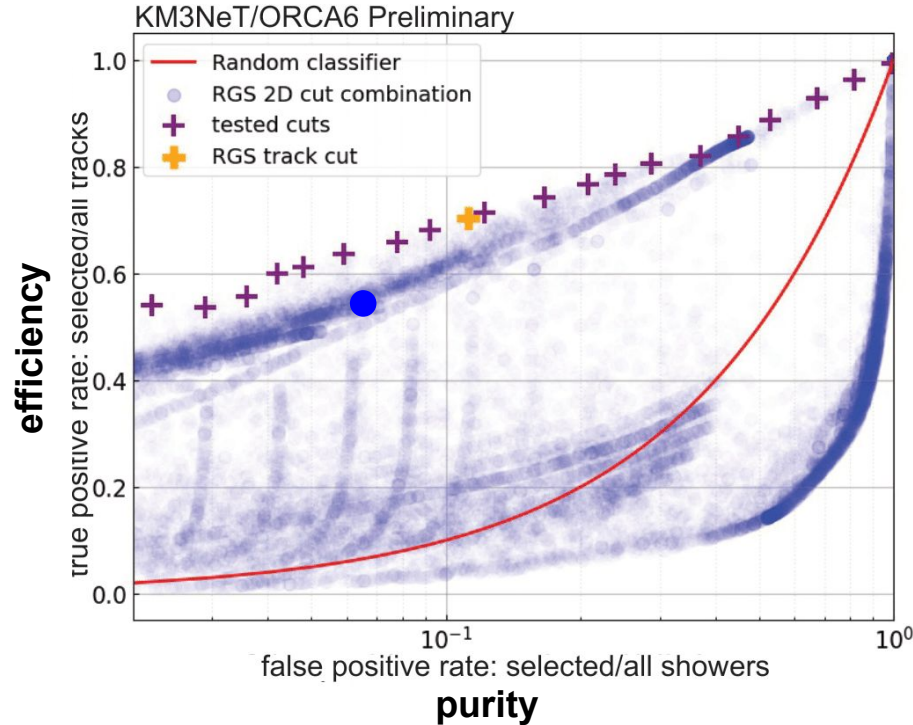 KM3NeT/ORCA6 Preliminary
Random classifier
RGS 2D cut combination
tested cuts
RGS track cut
efficiency
true positive rate: selected/all tracks
1.0
0.8
0.6
0.4
0.2
0.0
10⁻¹
10⁰
false positive rate: selected/all showers
purity